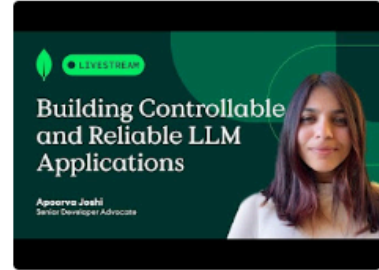 LIVESTREAM
Building Controllable
and Reliable LLM
Applications
Apoorva Joshi
Senior Developer Advocate